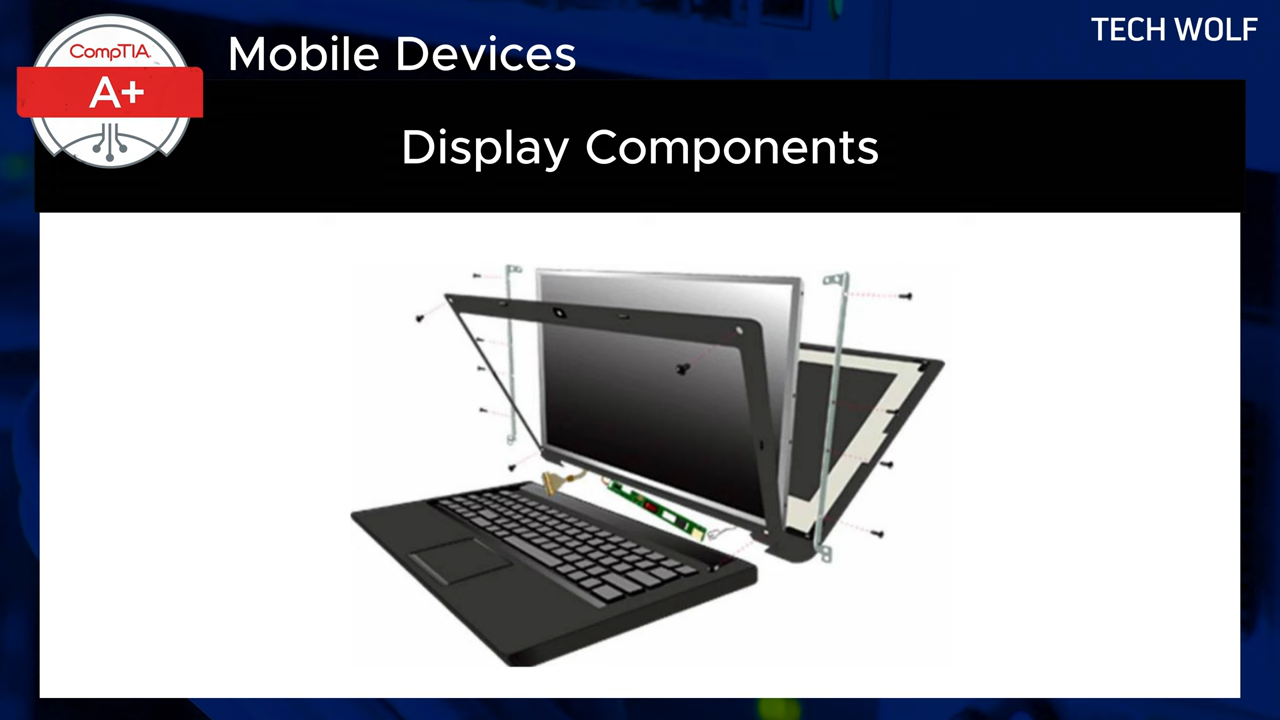 CompTIA.
A+
Mobile Devices
TECH WOLF
Display Components